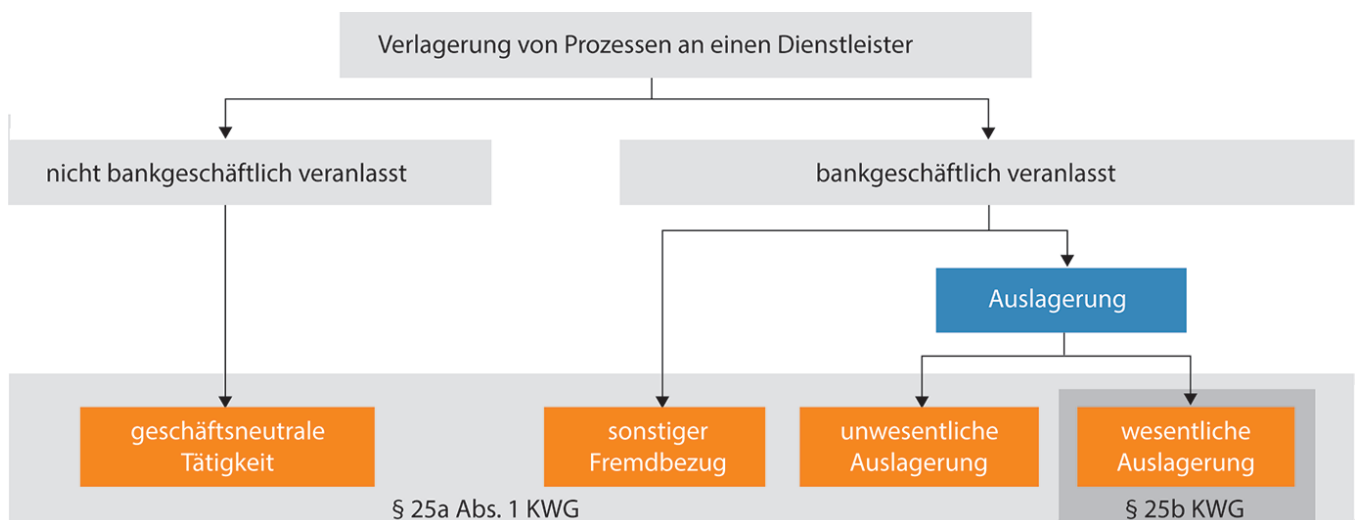 Verlagerung von Prozessen an einen Dienstleister
nicht bankgeschäftlich veranlasst
bankgeschäftlich veranlasst
Auslagerung
geschäftsneutrale
Tätigkeit
sonstiger
Fremdbezug
unwesentliche
Auslagerung
wesentliche
Auslagerung
§ 25a Abs. 1 KWG
§ 25b KWG